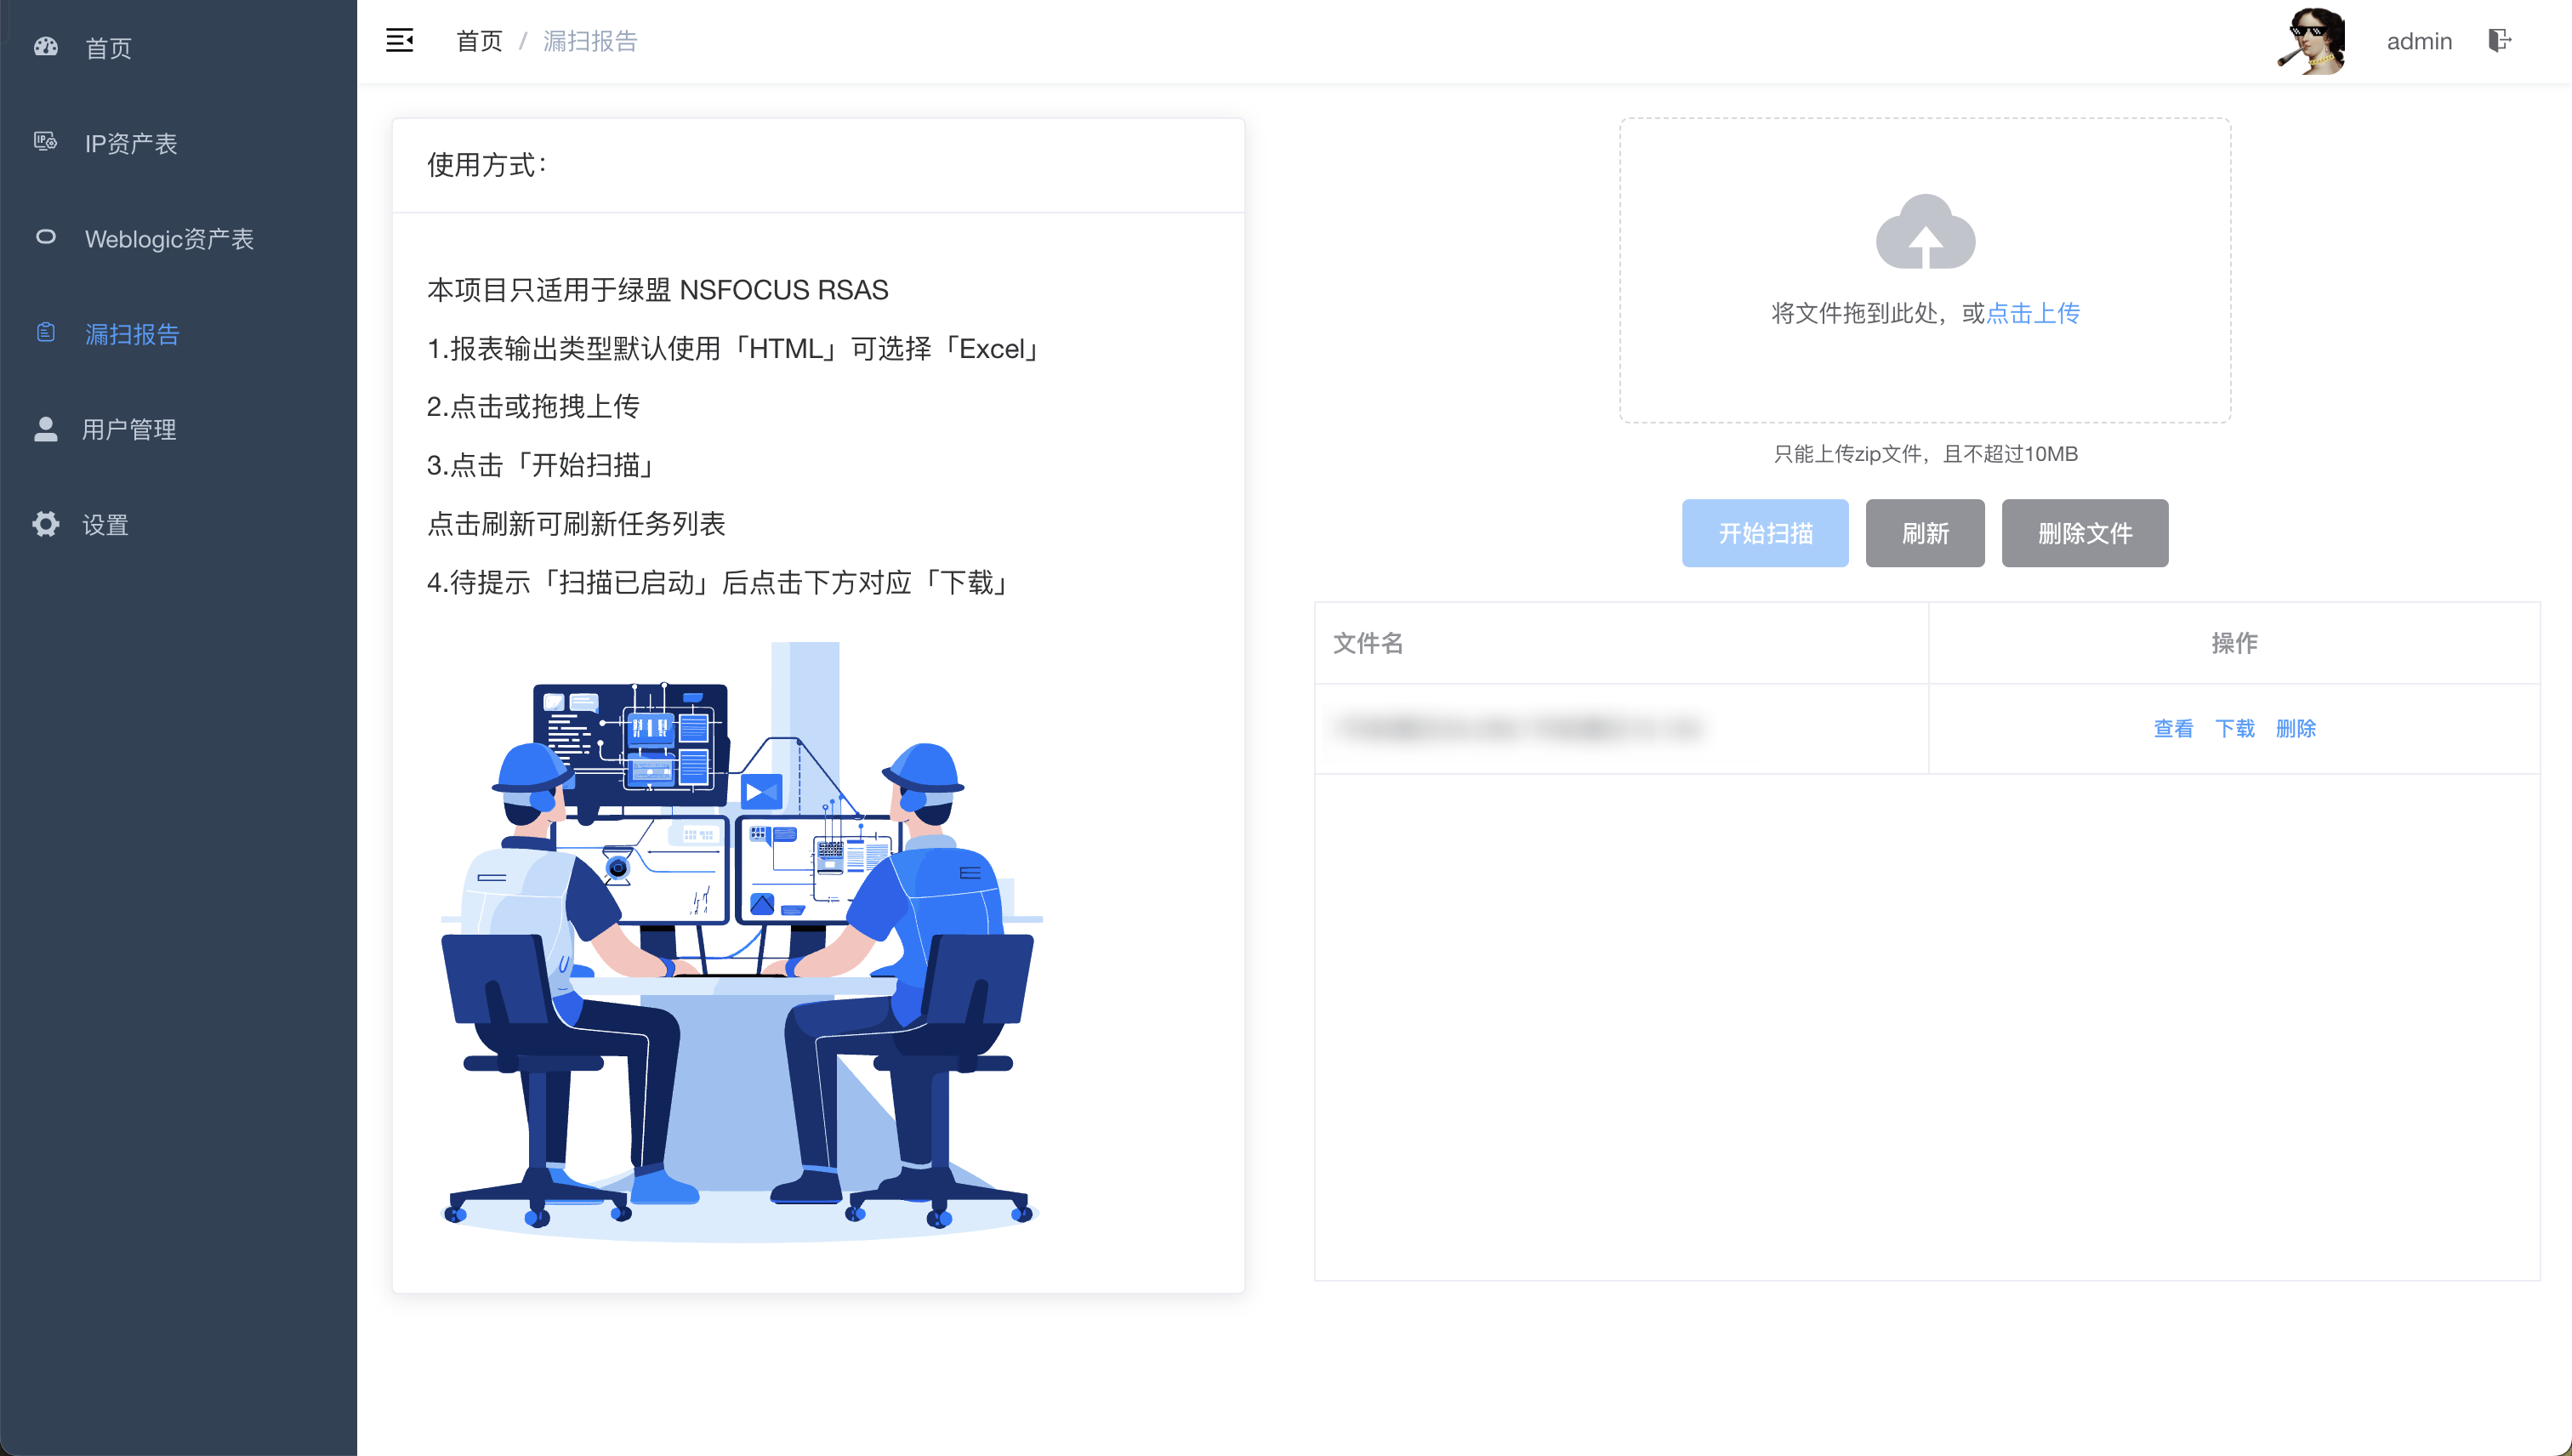 首页
IP资产表
Weblogic资产表
漏扫报告
用户管理
设置
首页 / 漏扫报告
admin
使用方式：
本项目只适用于绿盟 NSFOCUS RSAS
1.报表输出类型默认使用「HTML」可选择「Excel」
2.点击或拖拽上传
3.点击「开始扫描」
点击刷新可刷新任务列表
4.待提示「扫描已启动」后点击下方对应「下载」
将文件拖到此处，或点击上传
只能上传zip文件，且不超过10MB
开始扫描 刷新 删除文件
文件名 操作
查看 下载 删除